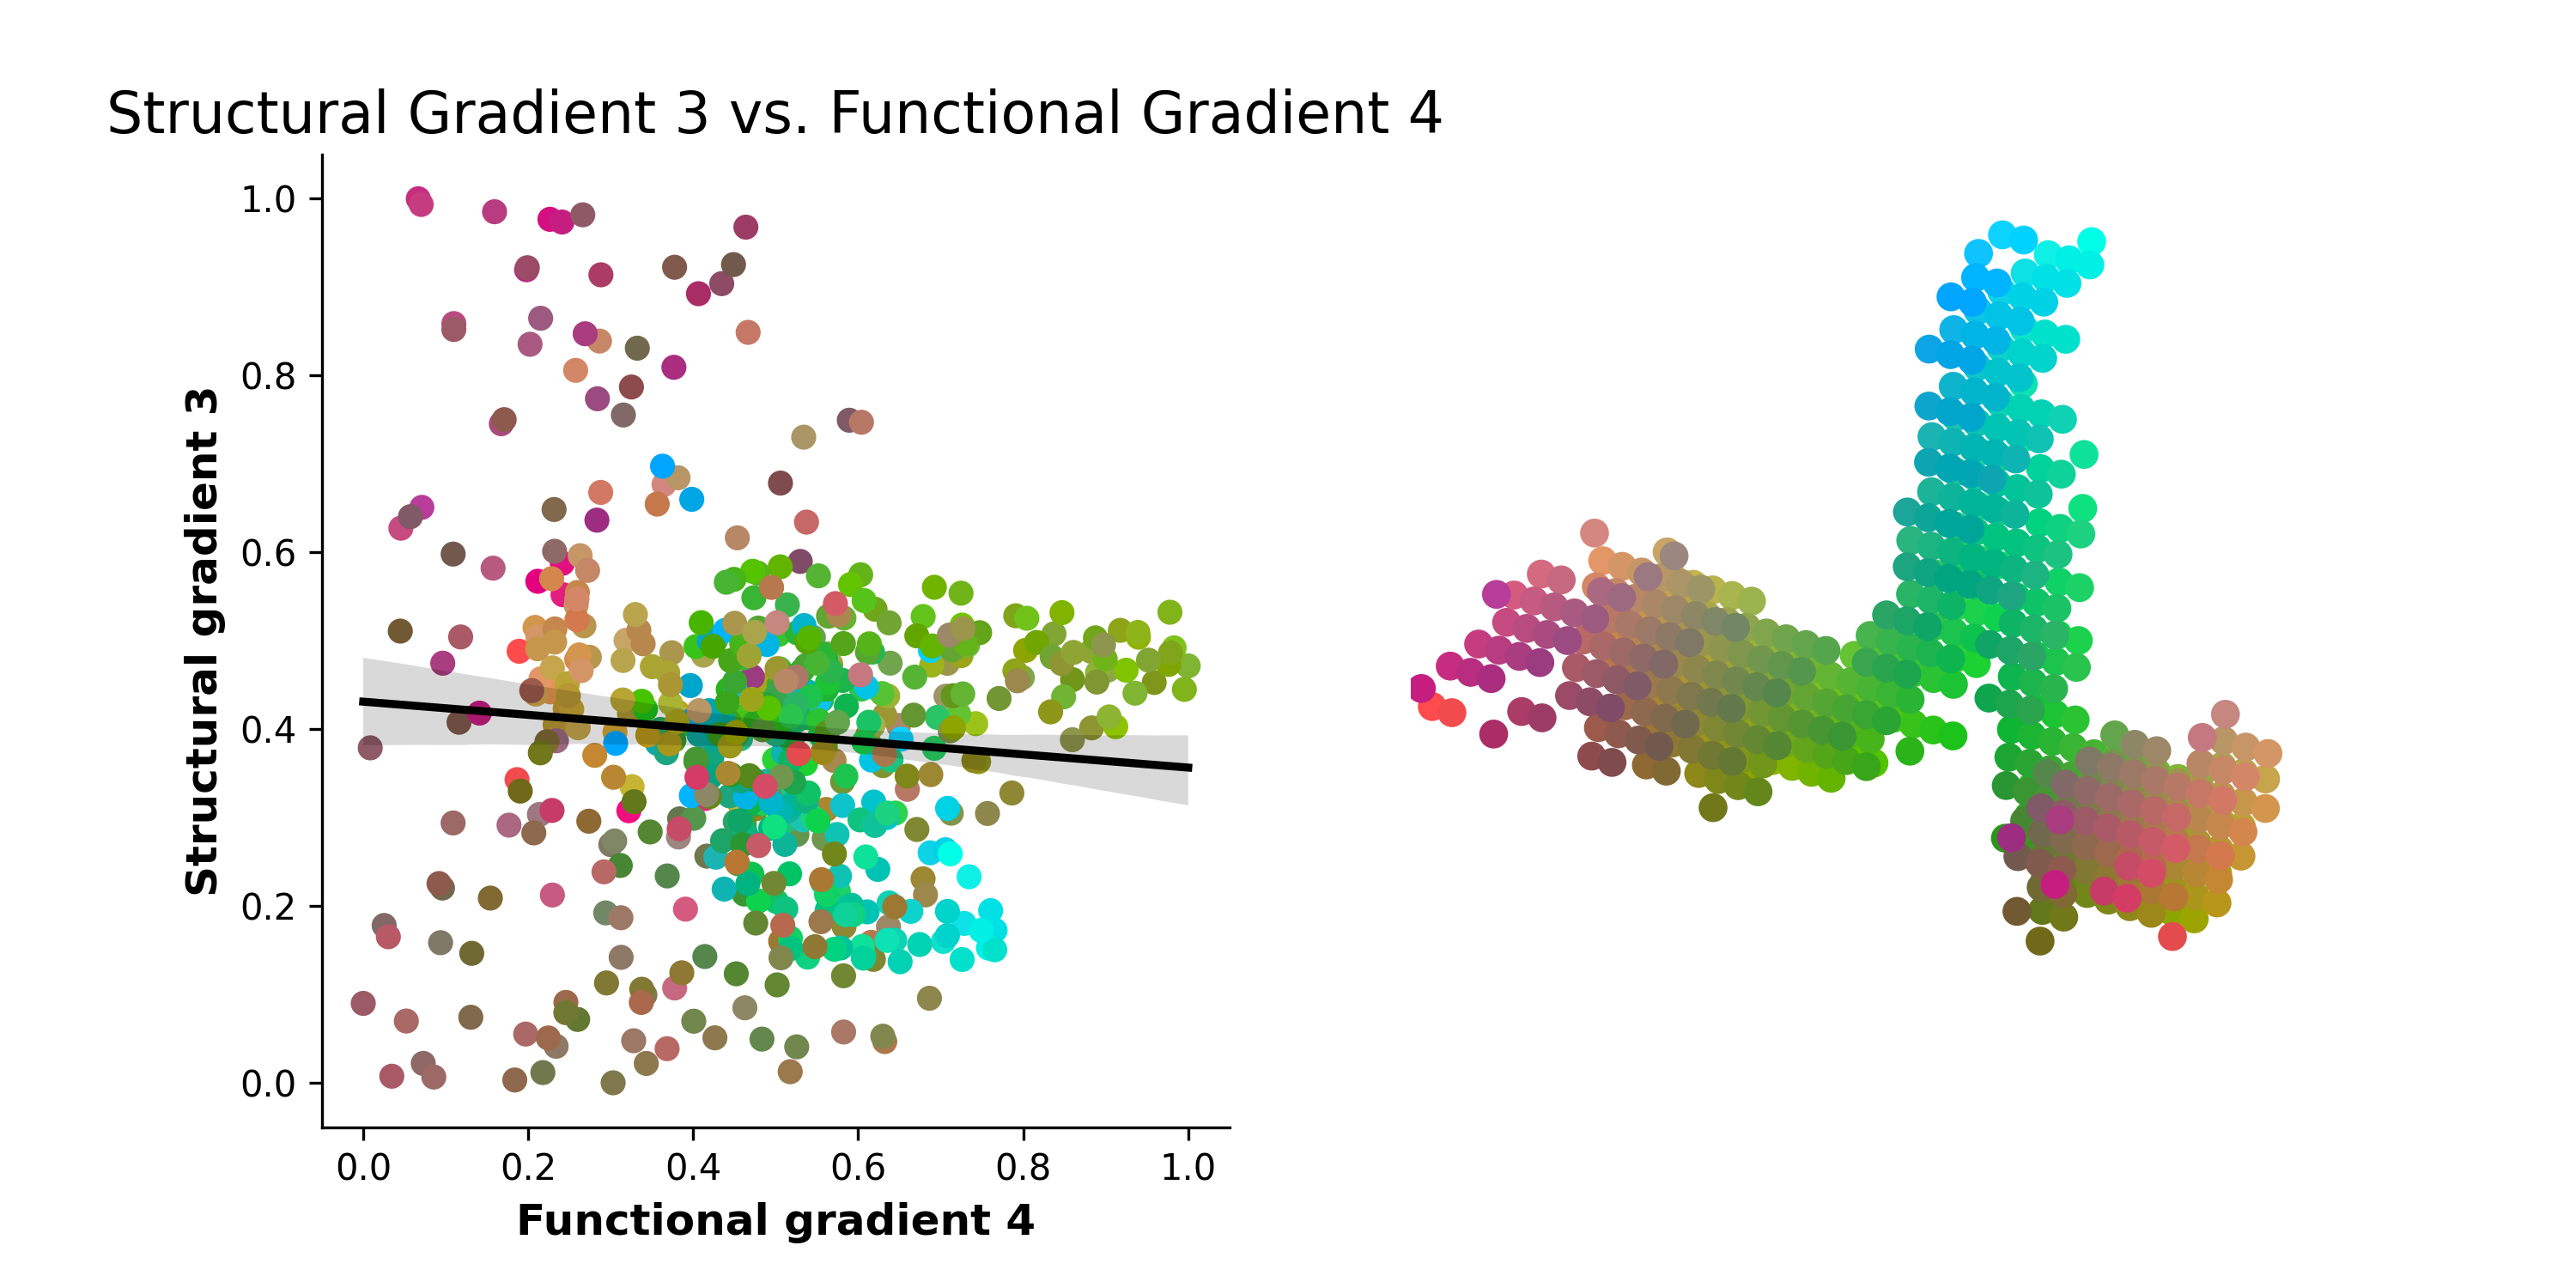 Structural Gradient 3 vs. Functional Gradient 4
1.0
0.8
0.6
0.4
0.2
0.0
Structural gradient 3
0.0 0.2 0.4 0.6 0.8 1.0
Functional gradient 4